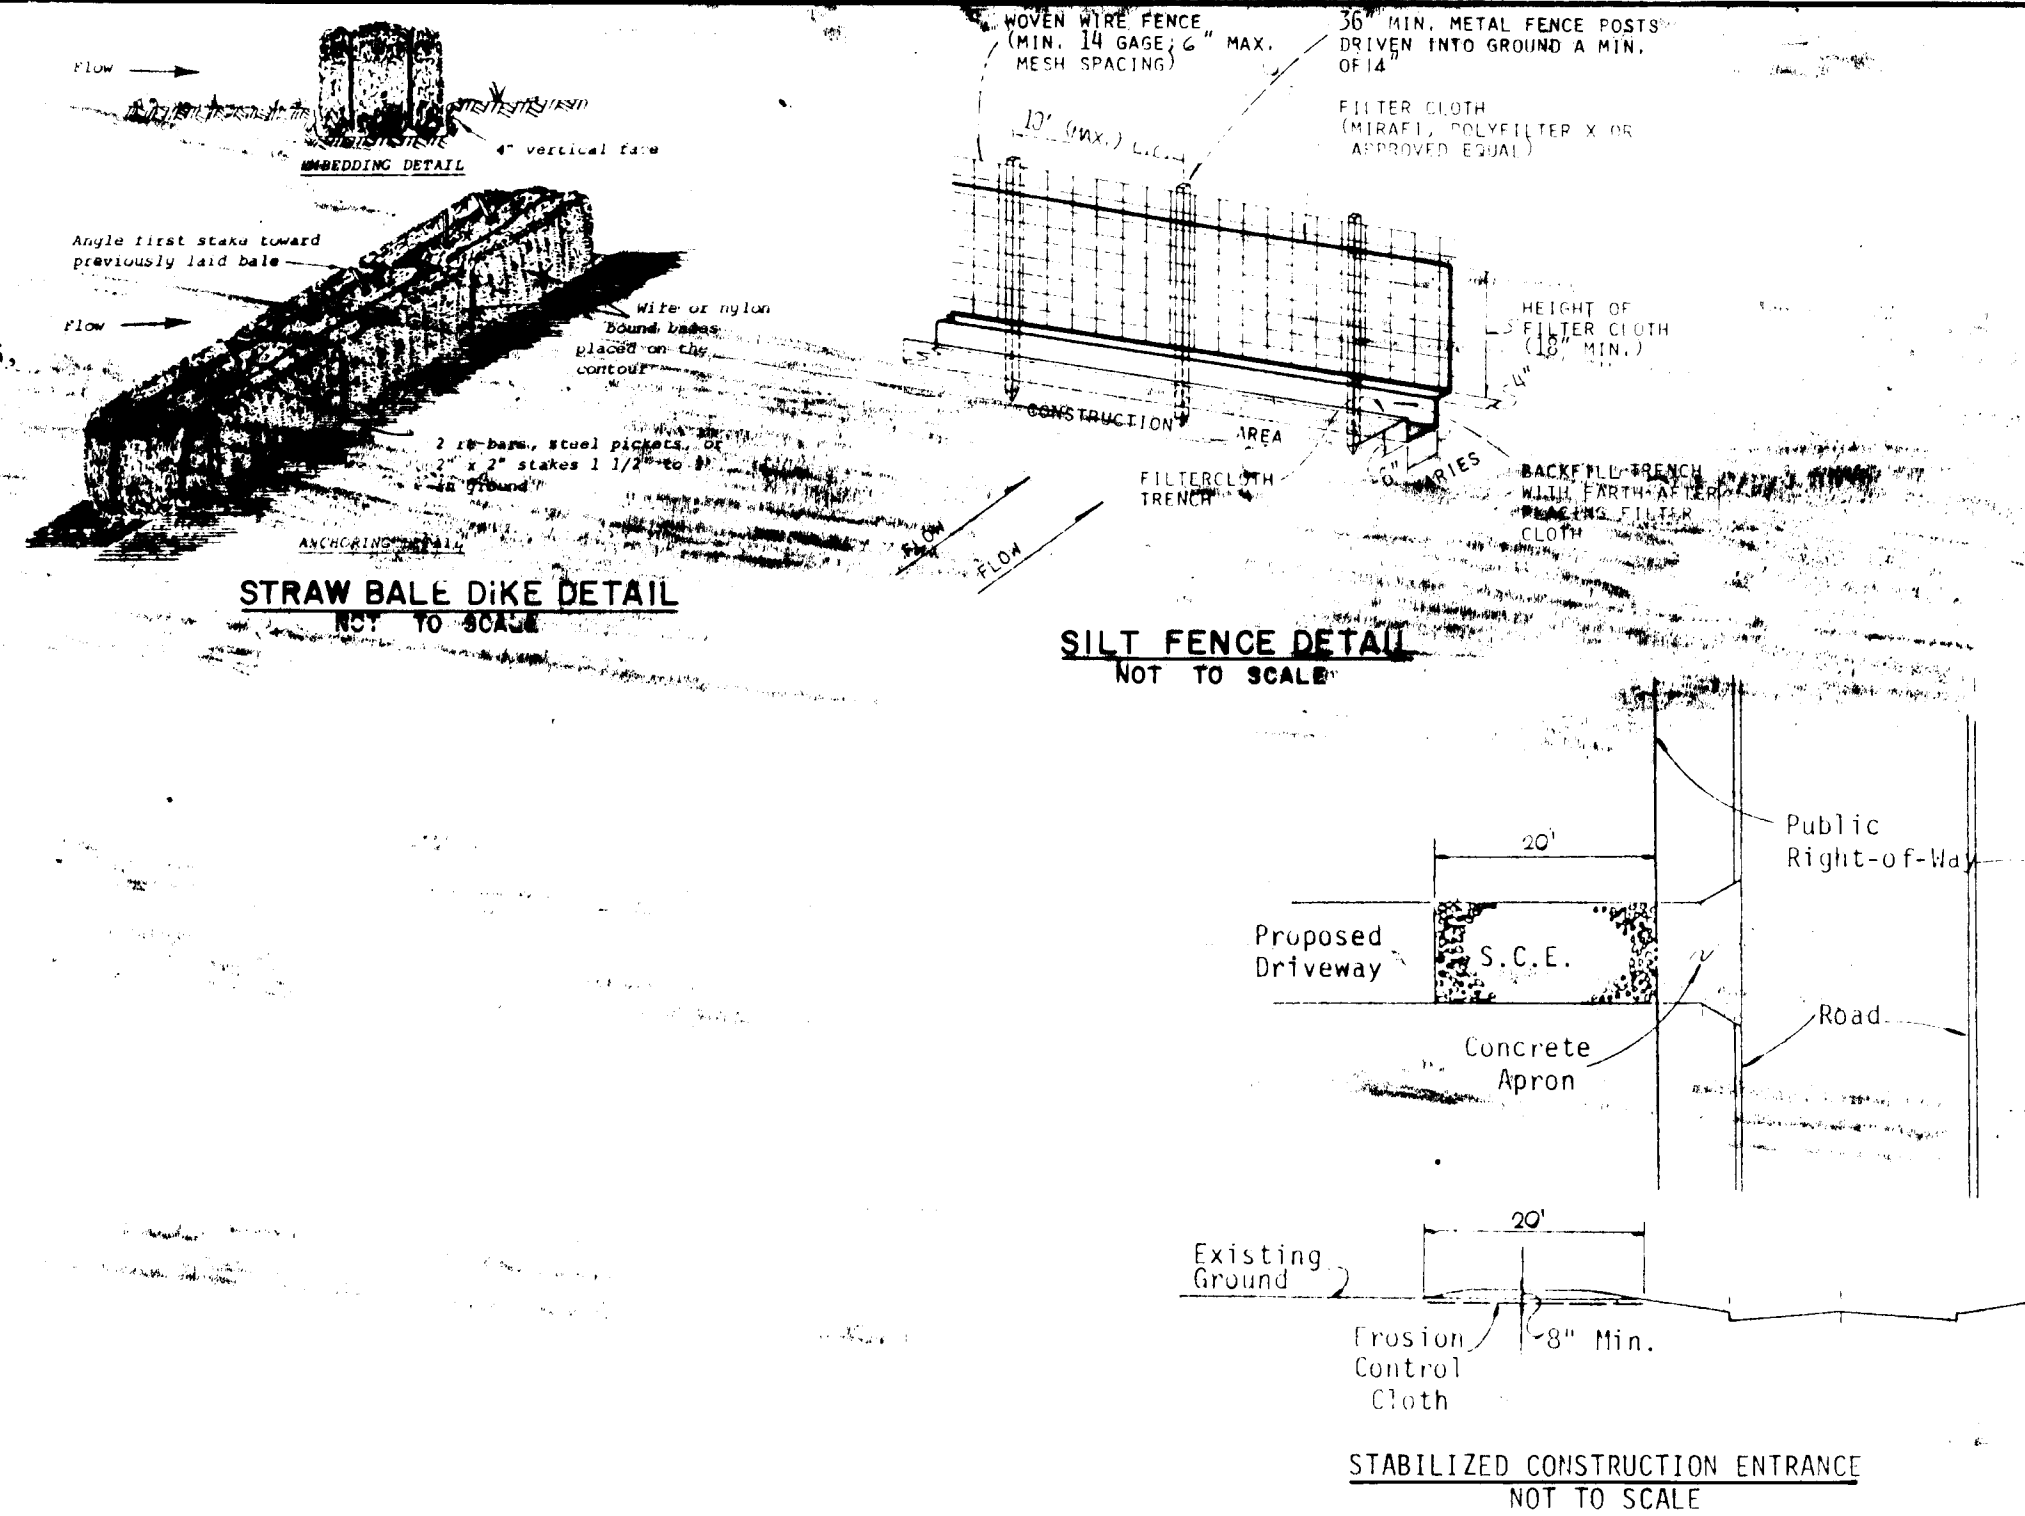 Flow
4" vertical face
EMBEDDING DETAIL
Angle first stake toward
previously laid bale
Flow
Wire or nylon
bound bales
placed on the
contour
2 re-bars, steel pickets, or
2" x 2" stakes 1 1/2' to
in ground
ANCHORING DETAIL
STRAW BALE DiKE DETAIL
NOT TO SCALE
WOVEN WIRE FENCE
(MIN. 14 GAGE; 6" MAX.
MESH SPACING)
36" MIN. METAL FENCE POSTS
DRIVEN INTO GROUND A MIN.
OF 14"
FILTER CLOTH
(MIRAFI, POLYFILTER X OR
APPROVED EQUAL)
10' (MAX.)
HEIGHT OF
FILTER CLOTH
(18" MIN.)
4"
CONSTRUCTION AREA
FILTERCLOTH
TRENCH
6"
VARIES
BACKFILL TRENCH
WITH EARTH AFTER
PLACING FILTER
CLOTH
FLOW
FLOW
SILT FENCE DETAIL
NOT TO SCALE
Public
Right-of-Way
20'
Proposed
Driveway
S.C.E.
Road
Concrete
Apron
20'
Existing
Ground
Erosion
Control
Cloth
8" Min.
STABILIZED CONSTRUCTION ENTRANCE
NOT TO SCALE